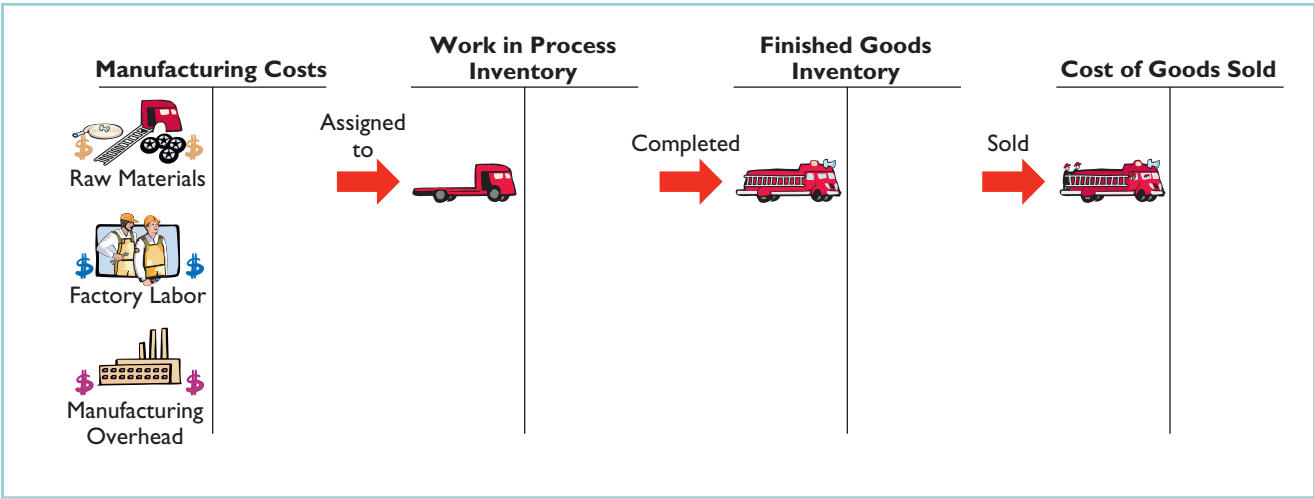 Manufacturing Costs
Work in Process
Inventory
Finished Goods
Inventory
Cost of Goods Sold
Raw Materials
Factory Labor
Manufacturing
Overhead
Assigned
to
Completed
Sold
$
$
$
$
$
$